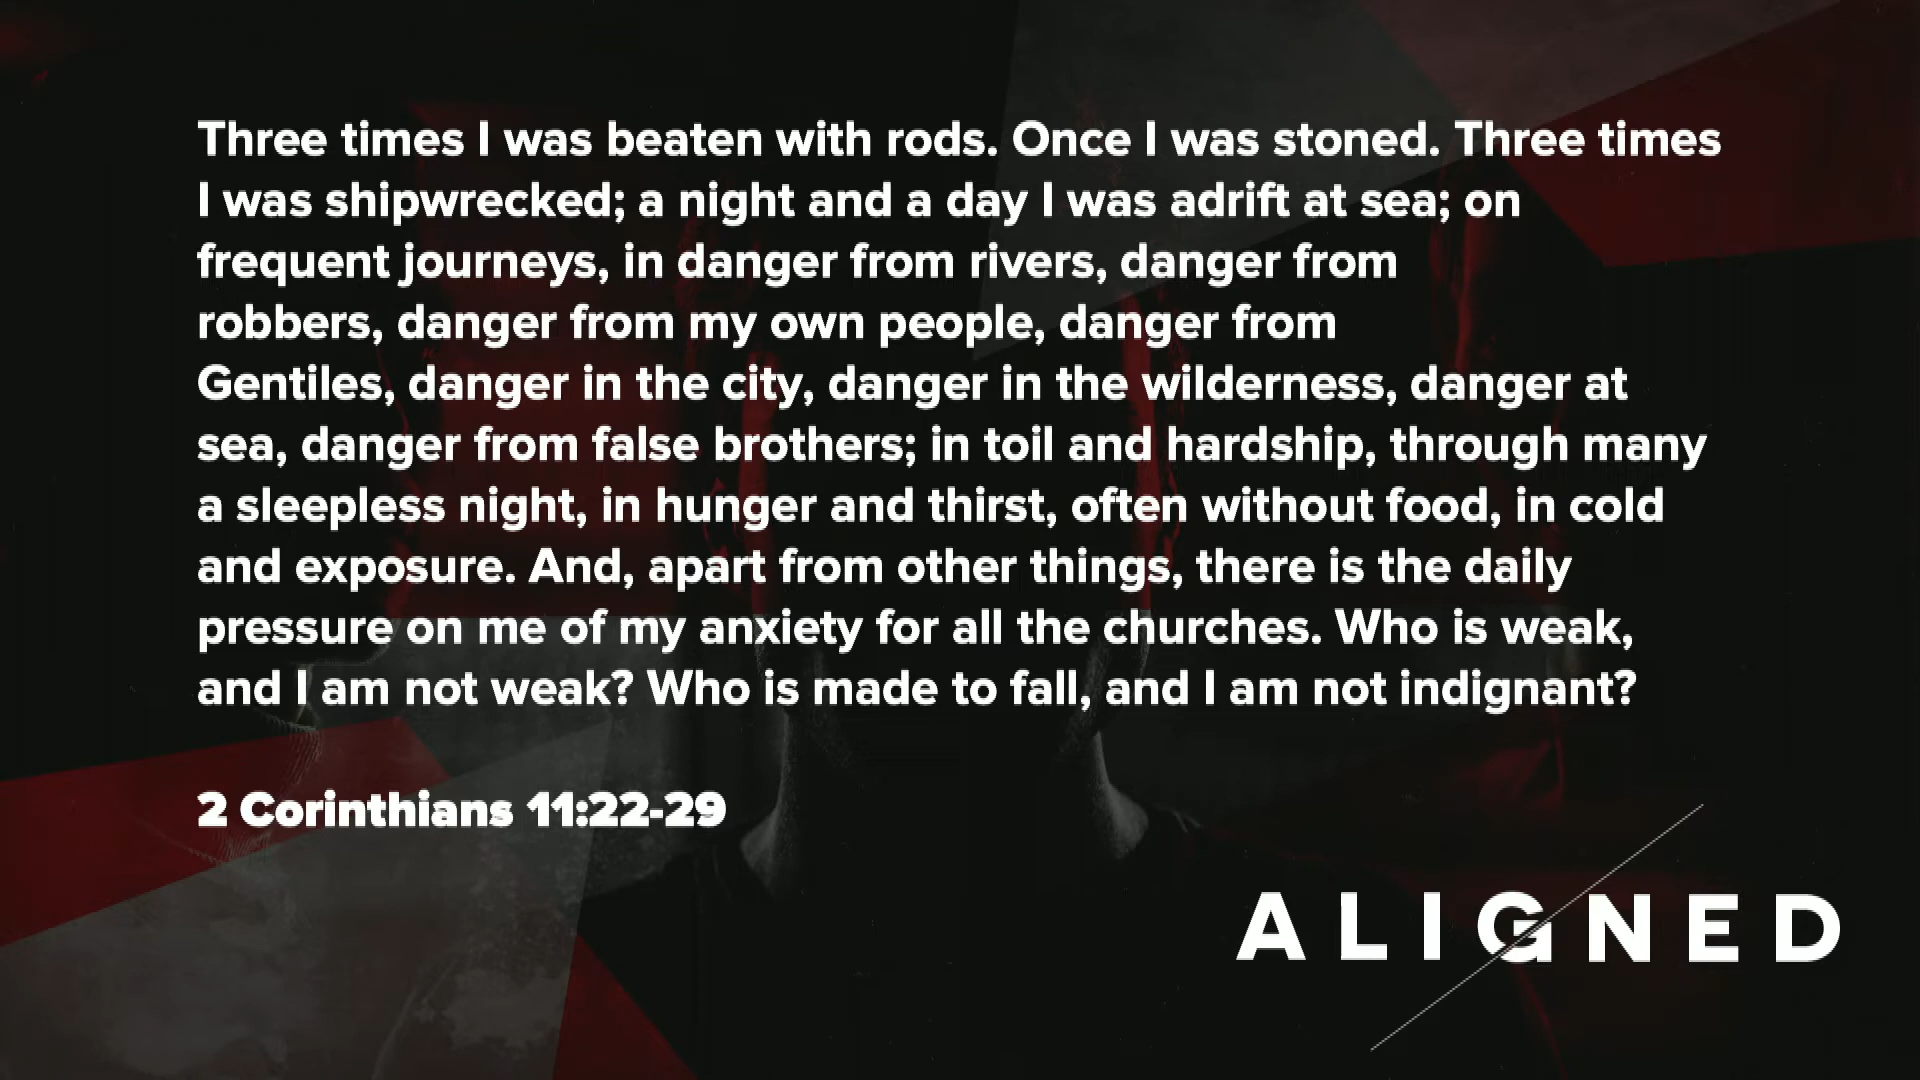 Three times I was beaten with rods. Once I was stoned. Three times
I was shipwrecked; a night and a day I was adrift at sea; on
frequent journeys, in danger from rivers, danger from
robbers, danger from my own people, danger from
Gentiles, danger in the city, danger in the wilderness, danger at
sea, danger from false brothers; in toil and hardship, through many
a sleepless night, in hunger and thirst, often without food, in cold
and exposure. And, apart from other things, there is the daily
pressure on me of my anxiety for all the churches. Who is weak,
and I am not weak? Who is made to fall, and I am not indignant?
2 Corinthians 11:22-29
ALIGNED